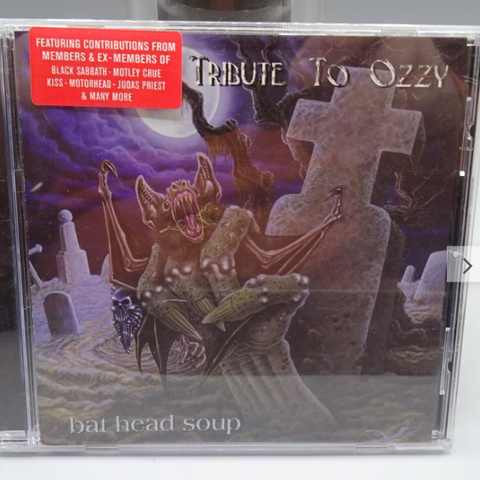 FEATURING CONTRIBUTIONS FROM
MEMBERS & EX-MEMBERS OF
BLACK SABBATH - MOTLEY CRUE
KISS - MOTORHEAD - JUDAS PRIEST
& MANY MORE
TRIBUTE TO OZZY
bat head soup